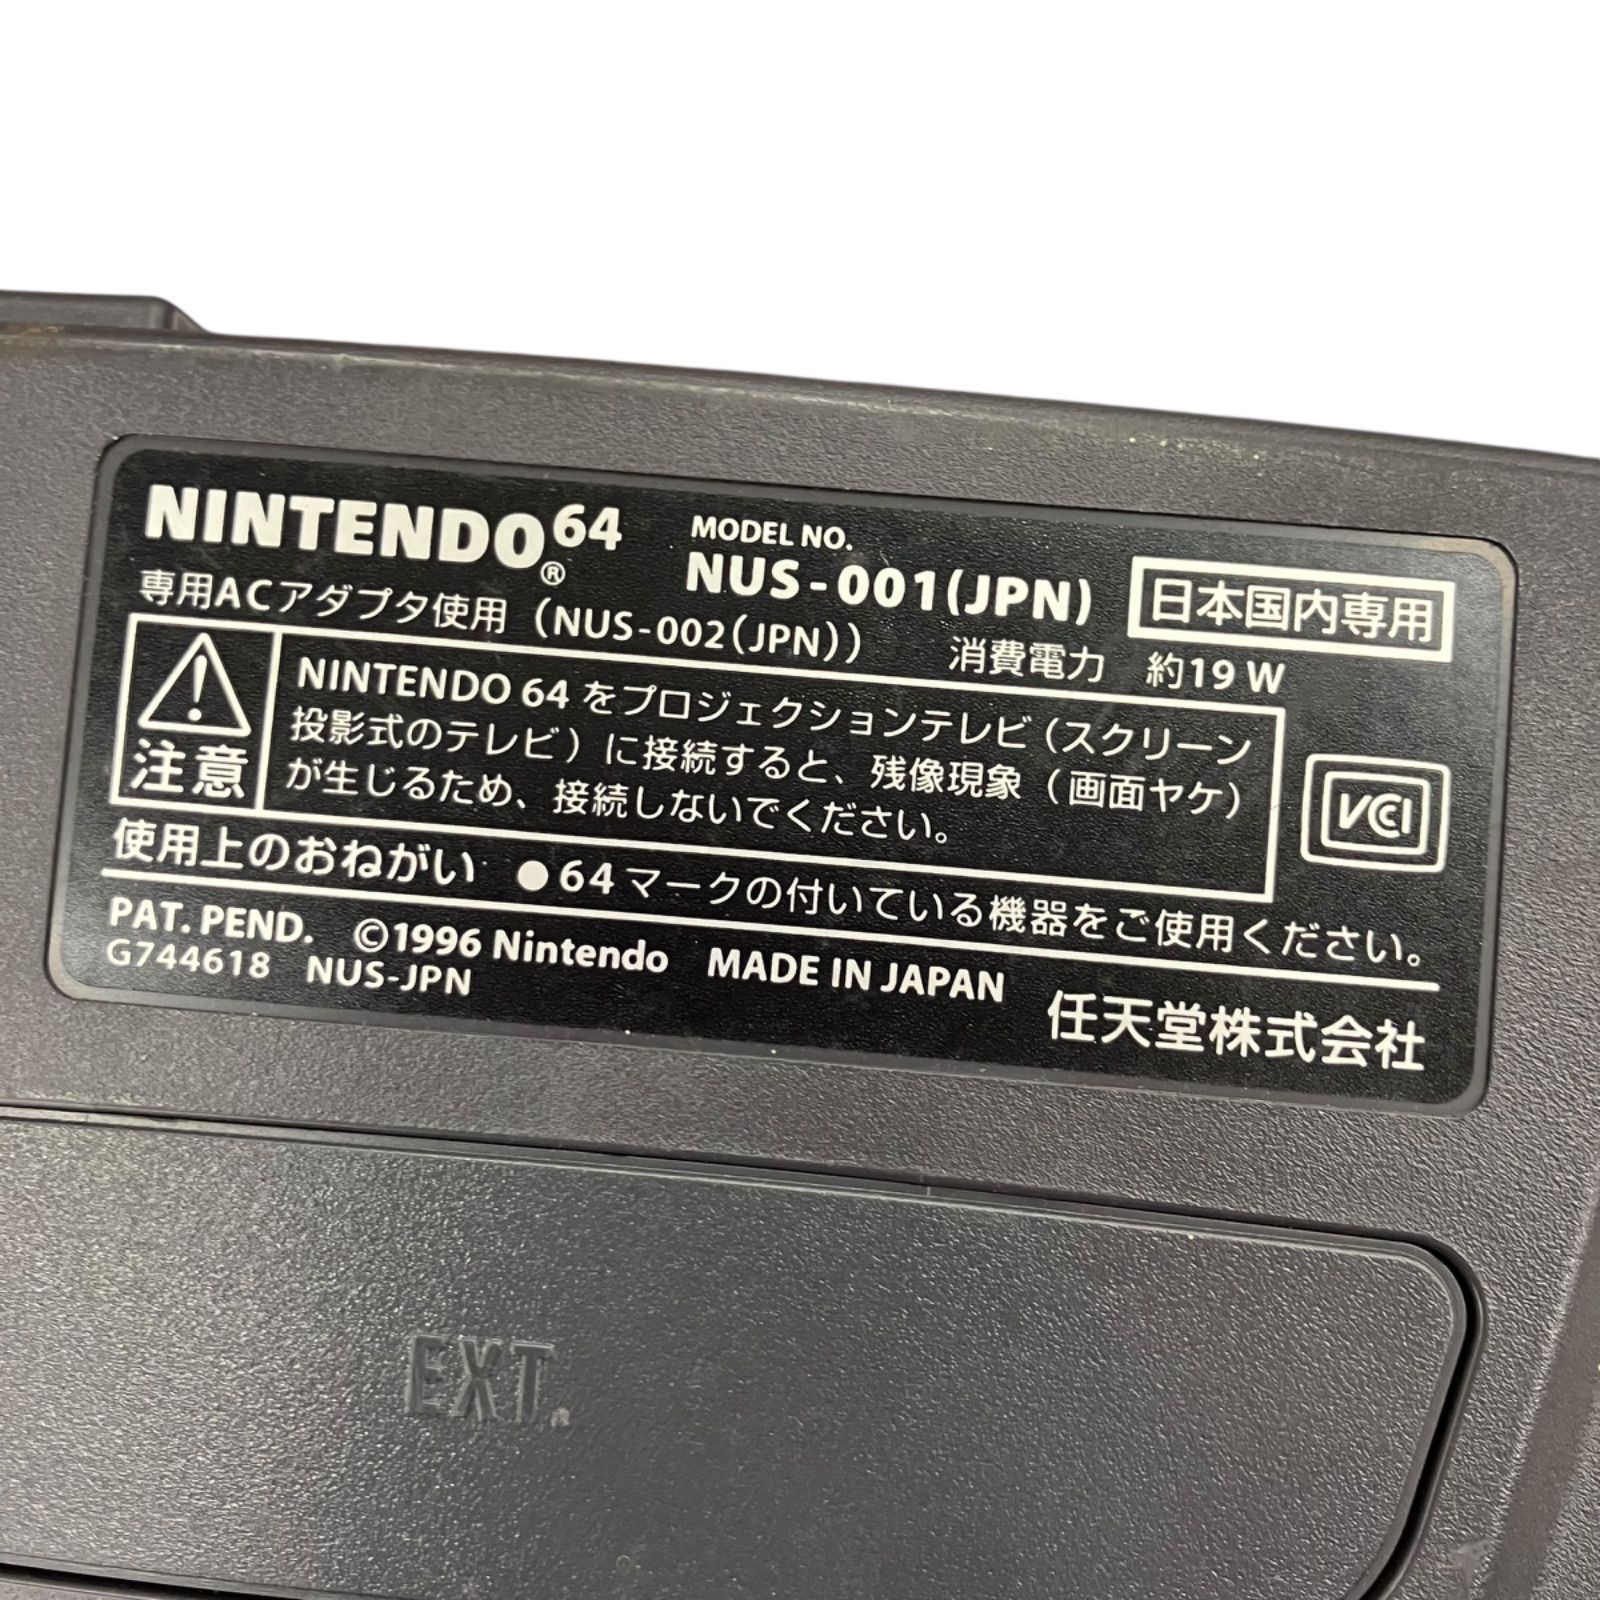 NINTENDO64®
MODEL NO.
NUS-001(JPN)
日本国内専用
専用ACアダプタ使用（NUS-002(JPN)）
消費電力 約19 W
注意
NINTENDO 64 をプロジェクションテレビ（スクリーン
投影式のテレビ）に接続すると、残像現象（画面ヤケ）
が生じるため、接続しないでください。
VCCI
使用上のおねがい ●64マークの付いている機器をご使用ください。
PAT. PEND. ©1996 Nintendo MADE IN JAPAN
G744618 NUS-JPN
任天堂株式会社
EXT.